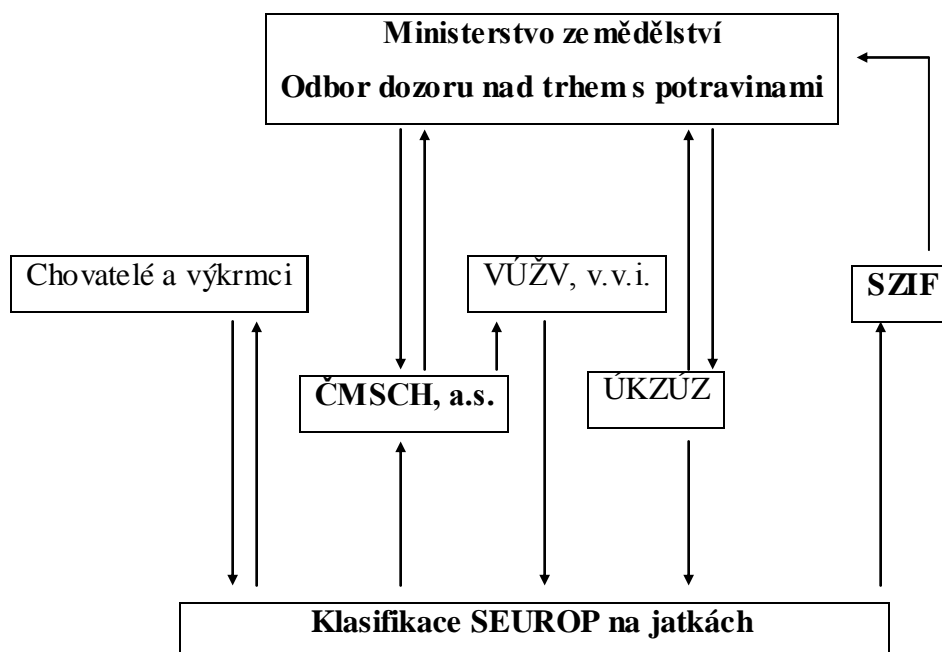 Ministerstvo zemědělství
Odbor dozoru nad trhem s potravinami
Chovatelé a výkrmci
VÚŽV, v.v.i.
SZIF
ČMSCH, a.s.
ÚKZÚZ
Klasifikace SEUROP na jatkách